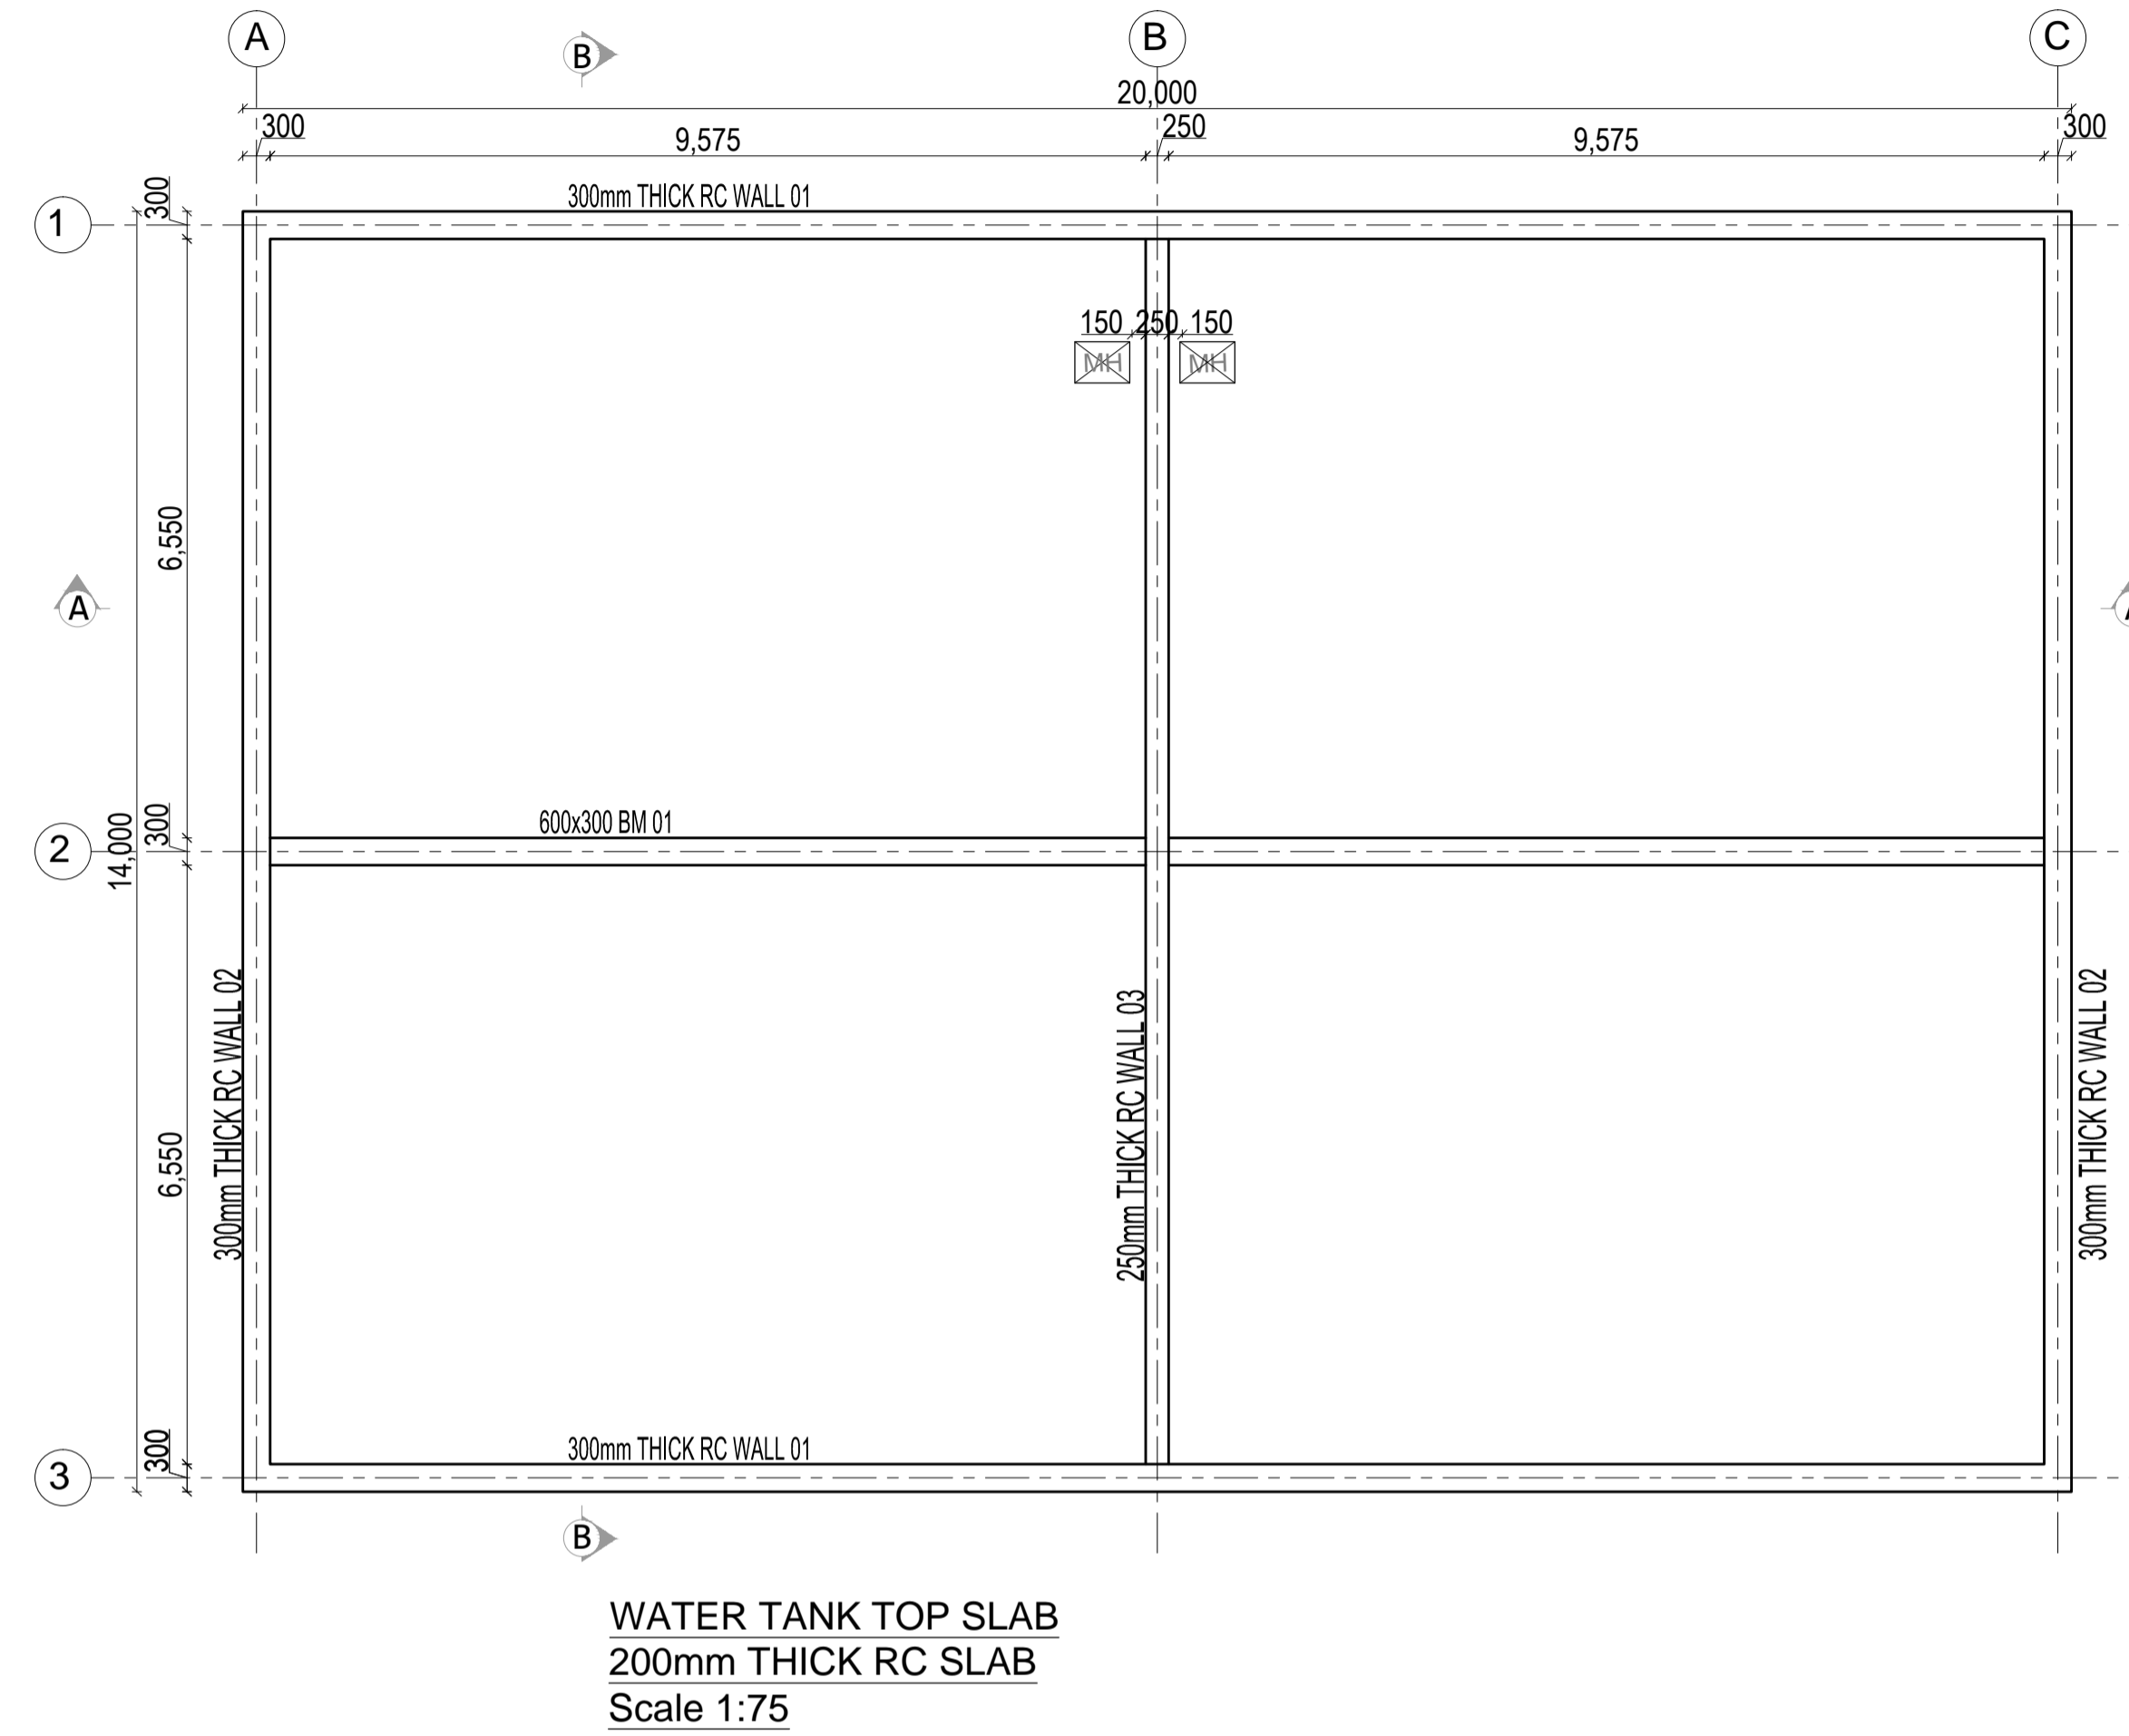 A
B
C
B
20,000
300
9,575
250
9,575
300
300
300mm THICK RC WALL 01
1
150
250
150
MH
MH
6,550
A
600x300 BM 01
300
2
14,000
300mm THICK RC WALL 02
250mm THICK RC WALL 03
300mm THICK RC WALL 02
6,550
300mm THICK RC WALL 01
300
3
B
WATER TANK TOP SLAB
200mm THICK RC SLAB
Scale 1:75